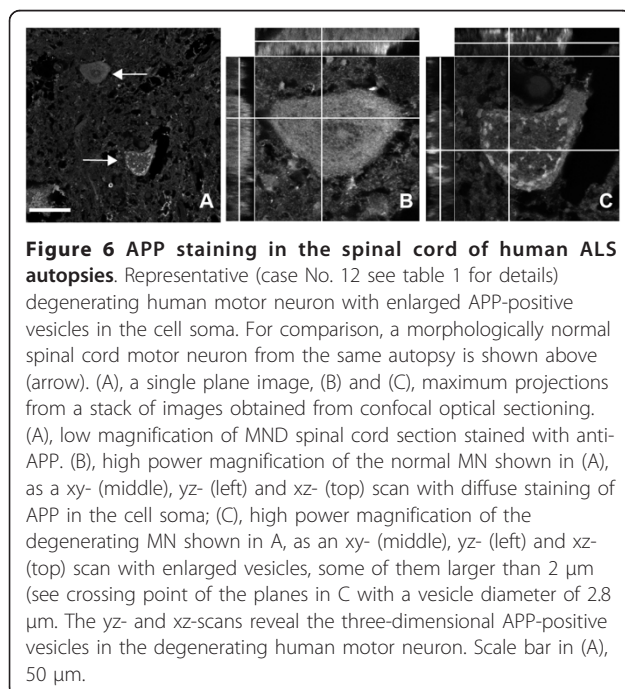 A
B
C
Figure 6 APP staining in the spinal cord of human ALS
autopsies. Representative (case No. 12 see table 1 for details)
degenerating human motor neuron with enlarged APP-positive
vesicles in the cell soma. For comparison, a morphologically normal
spinal cord motor neuron from the same autopsy is shown above
(arrow). (A), a single plane image, (B) and (C), maximum projections
from a stack of images obtained from confocal optical sectioning.
(A), low magnification of MND spinal cord section stained with anti-
APP. (B), high power magnification of the normal MN shown in (A),
as a xy- (middle), yz- (left) and xz- (top) scan with diffuse staining of
APP in the cell soma; (C), high power magnification of the
degenerating MN shown in A, as an xy- (middle), yz- (left) and xz-
(top) scan with enlarged vesicles, some of them larger than 2 μm
(see crossing point of the planes in C with a vesicle diameter of 2.8
μm. The yz- and xz-scans reveal the three-dimensional APP-positive
vesicles in the degenerating human motor neuron. Scale bar in (A),
50 μm.